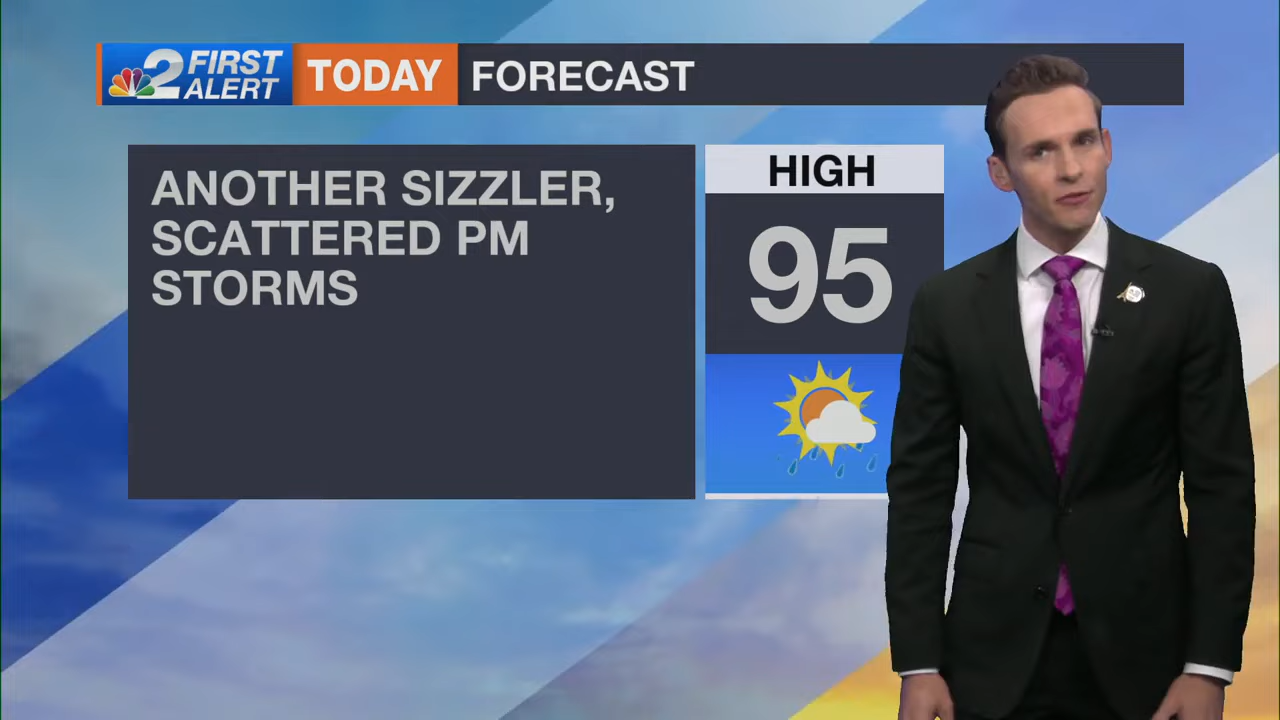 2 FIRST ALERT TODAY FORECAST
ANOTHER SIZZLER,
SCATTERED PM
STORMS
HIGH
95